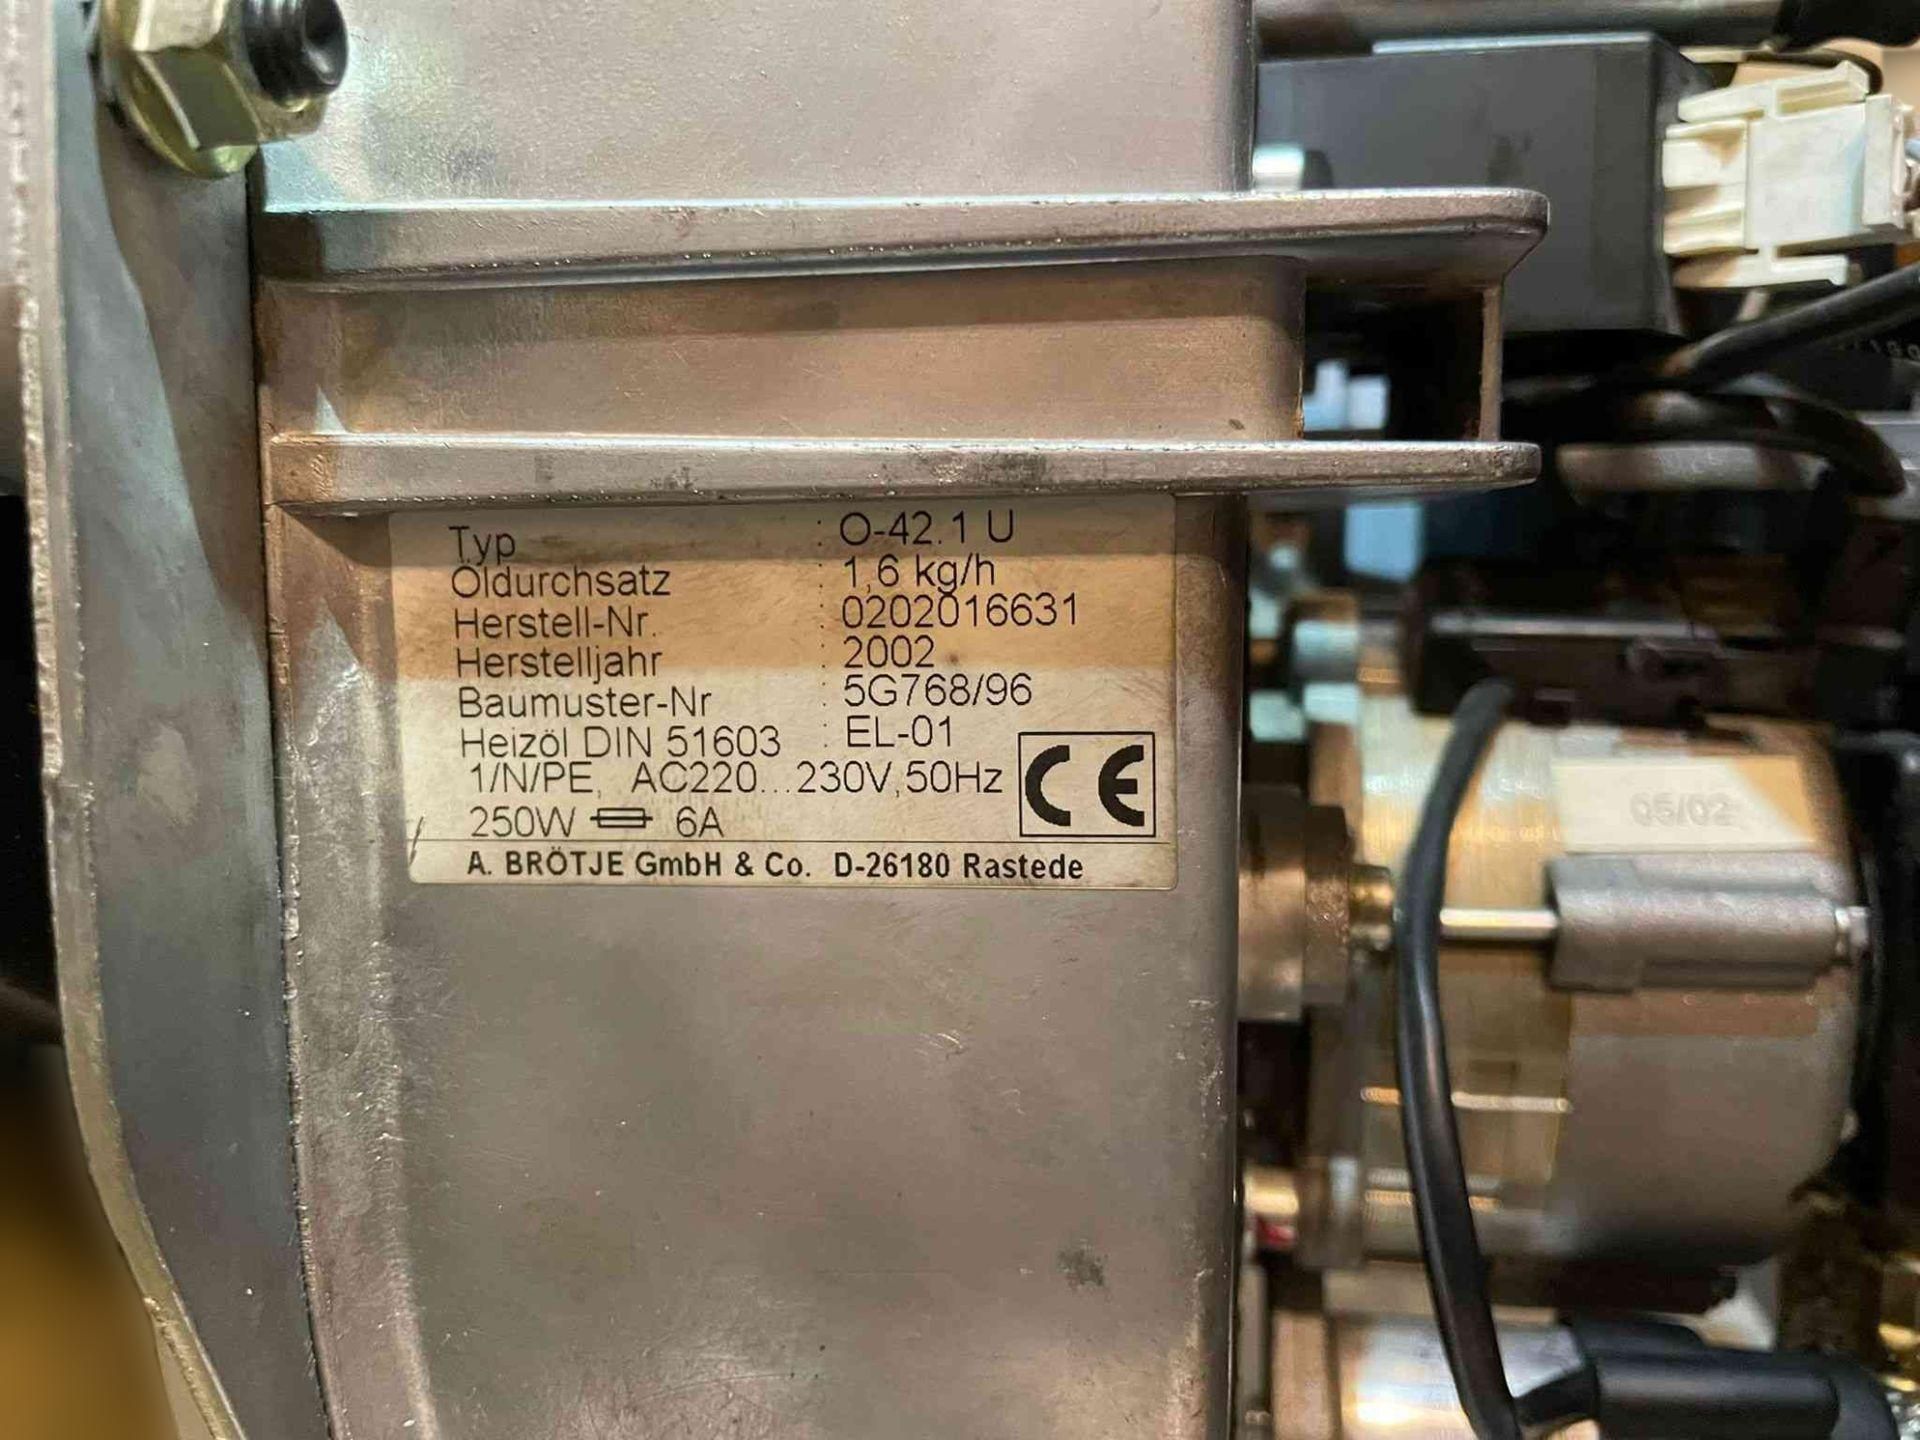 Typ : O-42.1 U
Öldurchsatz : 1,6 kg/h
Herstell-Nr. : 0202016631
Herstelljahr : 2002
Baumuster-Nr : 5G768/96
Heizöl DIN 51603 : EL-01
1/N/PE, AC220...230V,50Hz
250W 6A
CE
A. BRÖTJE GmbH & Co. D-26180 Rastede
05/02